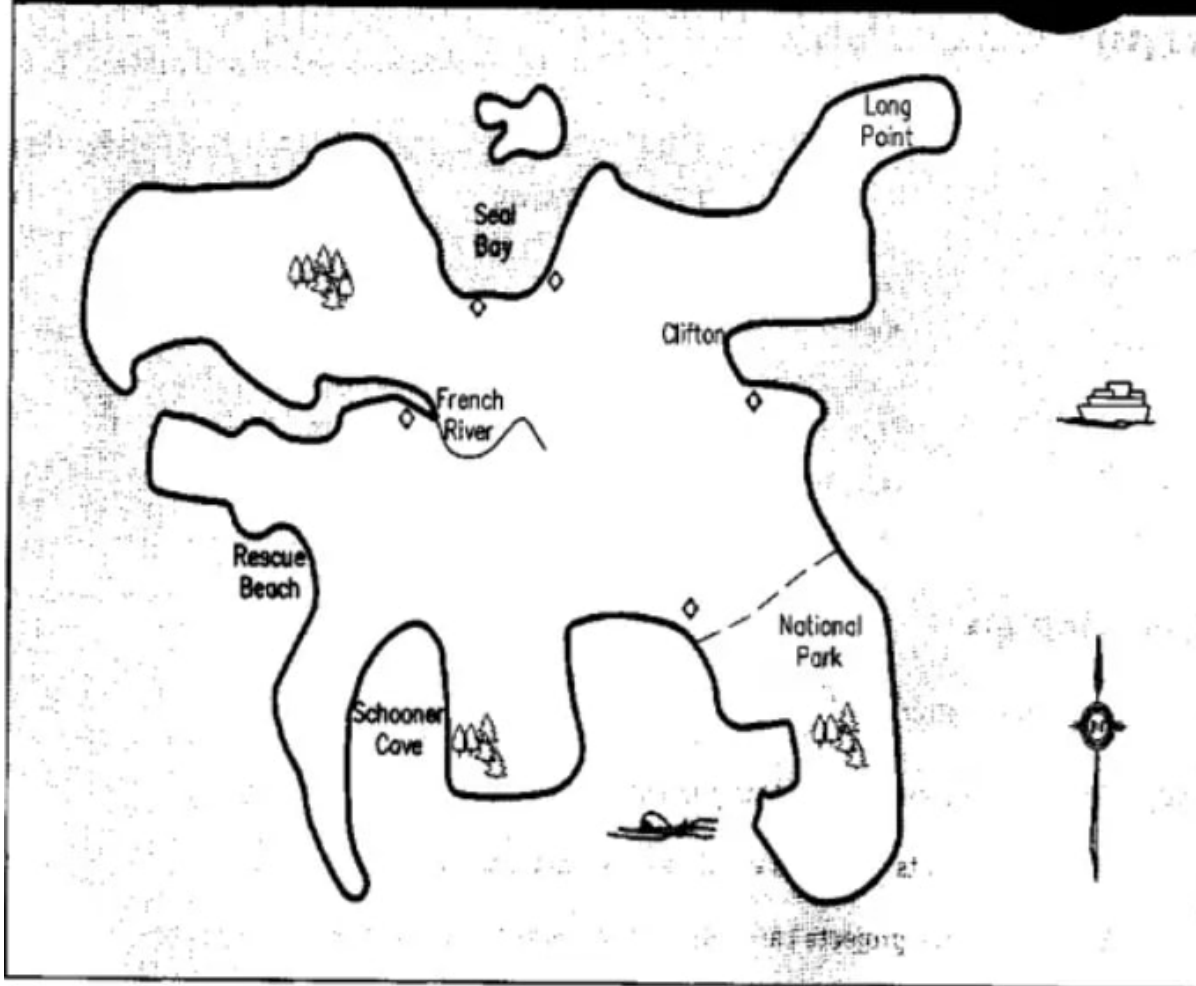 Long
Point
Seal
Bay
Clifton
French
River
Rescue
Beach
National
Park
Schooner
Cove
N